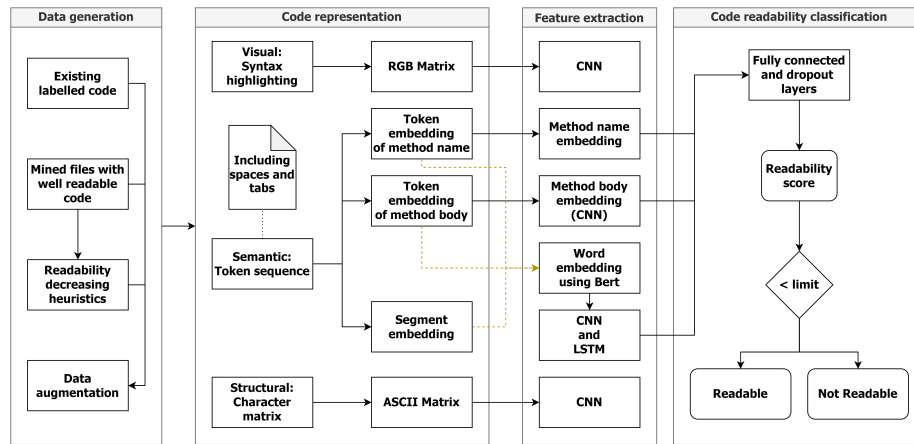 Data generation
Existing
labelled code
Mined files with
well readable
code
Readability
decreasing
heuristics
Data
augmentation
Code representation
Visual:
Syntax
highlighting
RGB Matrix
Including
spaces and
tabs
Token
embedding
of method name
Token
embedding
of method body
Semantic:
Token sequence
Segment
embedding
Structural:
Character
matrix
ASCII Matrix
Feature extraction
CNN
Method name
embedding
Method body
embedding
(CNN)
Word
embedding
using Bert
CNN
and
LSTM
CNN
Code readability classification
Fully connected
and dropout
layers
Readability
score
< limit
Readable
Not Readable